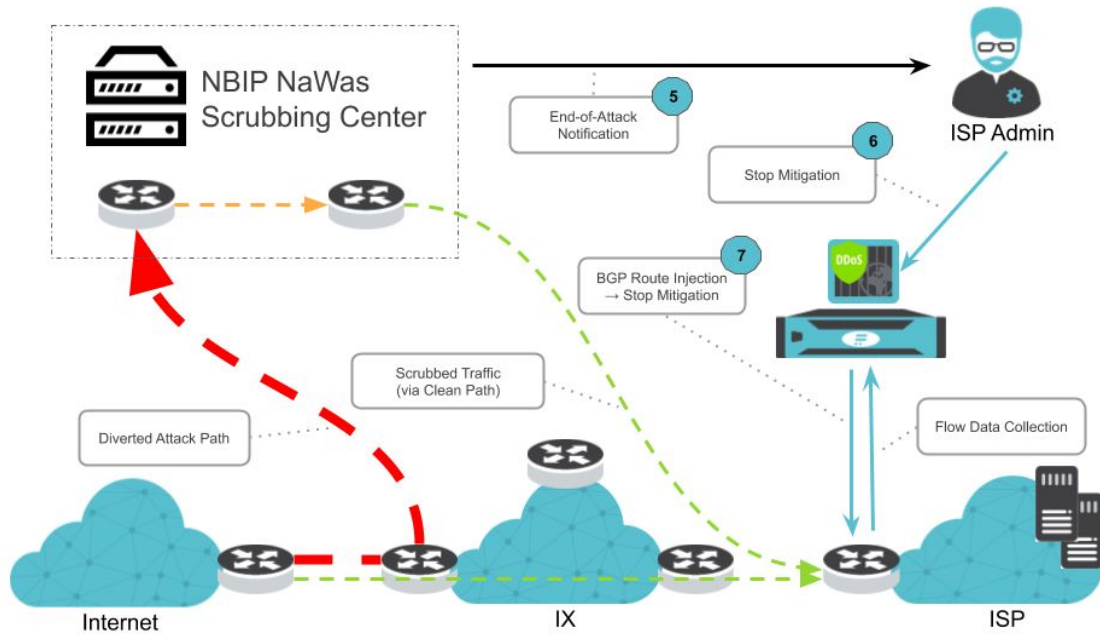 NBIP NaWas
Scrubbing Center
5
End-of-Attack
Notification
ISP Admin
6
Stop Mitigation
7
BGP Route Injection
→ Stop Mitigation
DDoS
Scrubbed Traffic
(via Clean Path)
Diverted Attack Path
Flow Data Collection
Internet
IX
ISP